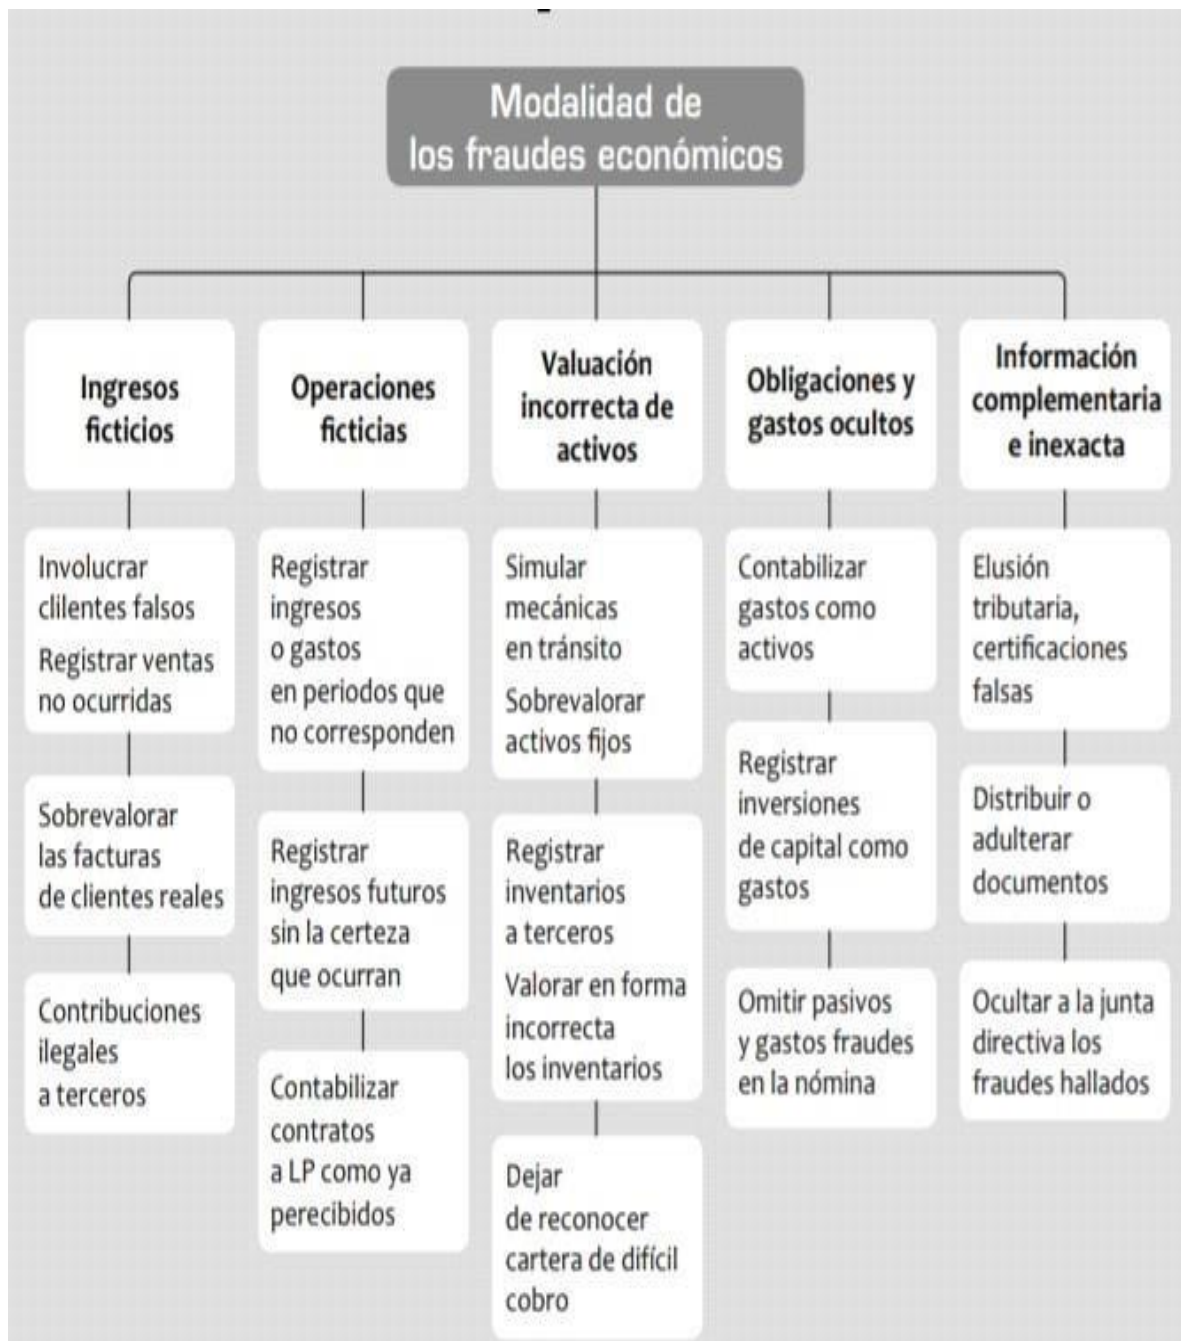 Modalidad de
los fraudes económicos
Ingresos
ficticios
Involucrar
clilentes falsos
Registrar ventas
no ocurridas
Sobrevalorar
las facturas
de clientes reales
Contribuciones
ilegales
a terceros
Operaciones
ficticias
Registrar
ingresos
o gastos
en periodos que
no corresponden
Registrar
ingresos futuros
sin la certeza
que ocurran
Contabilizar
contratos
a LP como ya
perecibidos
Valuación
incorrecta de
activos
Simular
mecánicas
en tránsito
Sobrevalorar
activos fijos
Registrar
inventarios
a terceros
Valorar en forma
incorrecta
los inventarios
Dejar
de reconocer
cartera de difícil
cobro
Obligaciones y
gastos ocultos
Contabilizar
gastos como
activos
Registrar
inversiones
de capital como
gastos
Omitir pasivos
y gastos fraudes
en la nómina
Información
complementaria
e inexacta
Elusión
tributaria,
certificaciones
falsas
Distribuir o
adulterar
documentos
Ocultar a la junta
directiva los
fraudes hallados